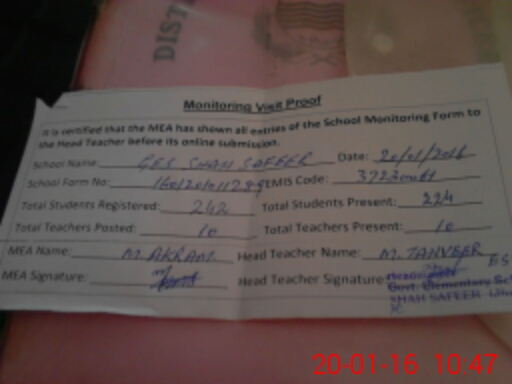 DIST
Monitoring Visit Proof
It is certified that the MEA has shown all entries of the School Monitoring Form to
the Head Teacher before its online submission.
School Name: GES SHAH SAFEER Date: 20/01/2016
School Form No: EMIS Code:
Total Students Registered: 242 Total Students Present: 224
Total Teachers Posted: 10 Total Teachers Present: 10
MEA Name: M. AKRAM Head Teacher Name: M. TANVEER
MEA Signature: Head Teacher Signature
Govt. Elementary
SHAH SAFEER
20-01-16 10:47